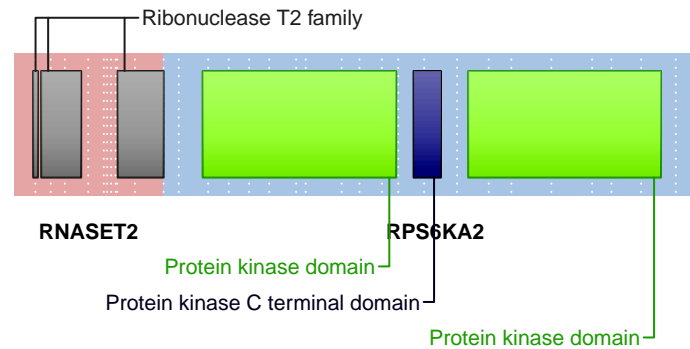 Ribonuclease T2 family
RNASET2
RPS6KA2
Protein kinase domain
Protein kinase C terminal domain
Protein kinase domain